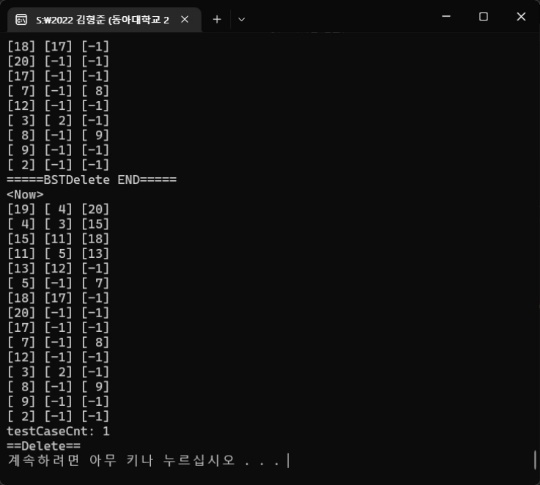 S:₩2022 김형준 (동아대학교 2
[18] [17] [-1]
[20] [-1] [-1]
[17] [-1] [-1]
[ 7] [-1] [ 8]
[12] [-1] [-1]
[ 3] [ 2] [-1]
[ 8] [-1] [ 9]
[ 9] [-1] [-1]
[ 2] [-1] [-1]
=====BSTDelete END=====
<Now>
[19] [ 4] [20]
[ 4] [ 3] [15]
[15] [11] [18]
[11] [ 5] [13]
[13] [12] [-1]
[ 5] [-1] [ 7]
[18] [17] [-1]
[20] [-1] [-1]
[17] [-1] [-1]
[ 7] [-1] [ 8]
[12] [-1] [-1]
[ 3] [ 2] [-1]
[ 8] [-1] [ 9]
[ 9] [-1] [-1]
[ 2] [-1] [-1]
testCaseCnt: 1
==Delete==
계속하려면 아무 키나 누르십시오 . . .